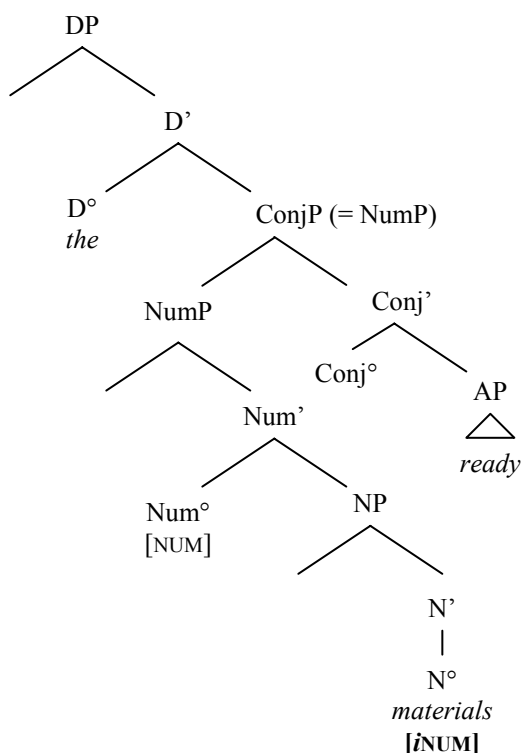 DP
D’
D°
the
ConjP (= NumP)
NumP
Conj’
Conj°
AP
Num’
ready
Num°
NP
[NUM]
N’
N°
materials
[iNUM]